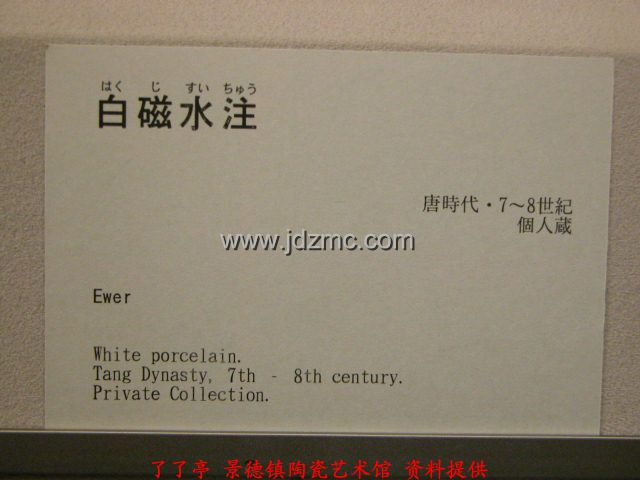 はく じ すい ちゅう
白磁水注
唐時代・7～8世紀
個人蔵
www.jdzmc.com
Ewer
White porcelain.
Tang Dynasty, 7th - 8th century.
Private Collection.
了了亭 景德镇陶瓷艺术馆 资料提供